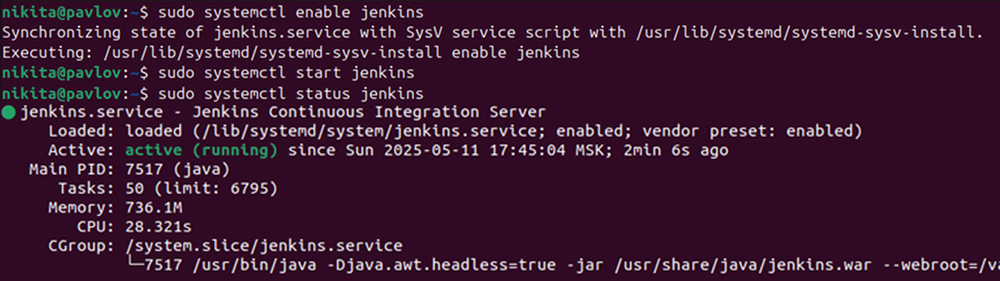 nikita@pavlov:~$ sudo systemctl enable jenkins
Synchronizing state of jenkins.service with SysV service script with /usr/lib/systemd/systemd-sysv-install.
Executing: /usr/lib/systemd/systemd-sysv-install enable jenkins
nikita@pavlov:~$ sudo systemctl start jenkins
nikita@pavlov:~$ sudo systemctl status jenkins
● jenkins.service - Jenkins Continuous Integration Server
Loaded: loaded (/lib/systemd/system/jenkins.service; enabled; vendor preset: enabled)
Active: active (running) since Sun 2025-05-11 17:45:04 MSK; 2min 6s ago
Main PID: 7517 (java)
Tasks: 50 (limit: 6795)
Memory: 736.1M
CPU: 28.321s
CGroup: /system.slice/jenkins.service
└─7517 /usr/bin/java -Djava.awt.headless=true -jar /usr/share/java/jenkins.war --webroot=/v